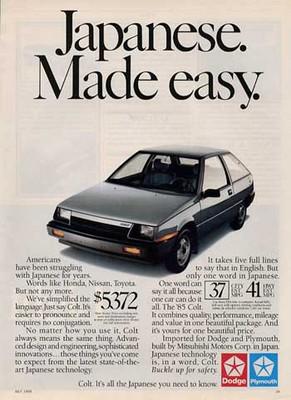 Japanese.
Made easy.
Americans
have been struggling
with Japanese for years.
Words like Honda, Nissan, Toyota.
But not any more.
We've simplified the
language. Just say Colt. It's
easier to pronounce and
requires no conjugation.
No matter how you use it, Colt
always means the same thing. Advan-
ced design and engineering, sophisticated
innovations... those things you've come
to expect from the latest state-of-the-
art Japanese technology.
$5372
It takes five full lines
to say that in English. But
only one word in Japanese.
One word can
say it all because
one car can do it
all. The '85 Colt.
37 41
It combines quality, performance, mileage
and value in one beautiful package. And
it's yours for one beautiful price.
Imported for Dodge and Plymouth,
built by Mitsubishi Motors Corp. in Japan.
Japanese technology
is, in a word, Colt.
Buckle up for safety.
Dodge
Plymouth
Colt. It's all the Japanese you need to know.